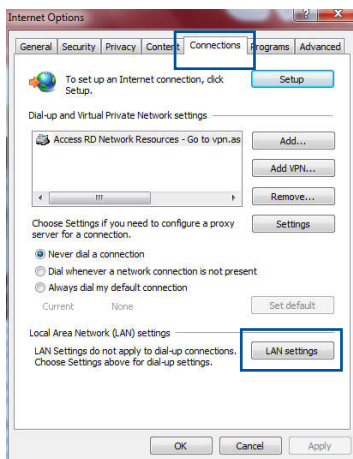 Internet Options
General Security Privacy Content Connections Programs Advanced
To set up an Internet connection, click
Setup.
Setup
Dial-up and Virtual Private Network settings
Access RD Network Resources - Go to vpn.as
Add...
Add VPN...
Remove...
Choose Settings if you need to configure a proxy
server for a connection.
Settings
Never dial a connection
Dial whenever a network connection is not present
Always dial my default connection
Current None
Set default
Local Area Network (LAN) settings
LAN Settings do not apply to dial-up connections.
Choose Settings above for dial-up settings.
LAN settings
OK Cancel Apply